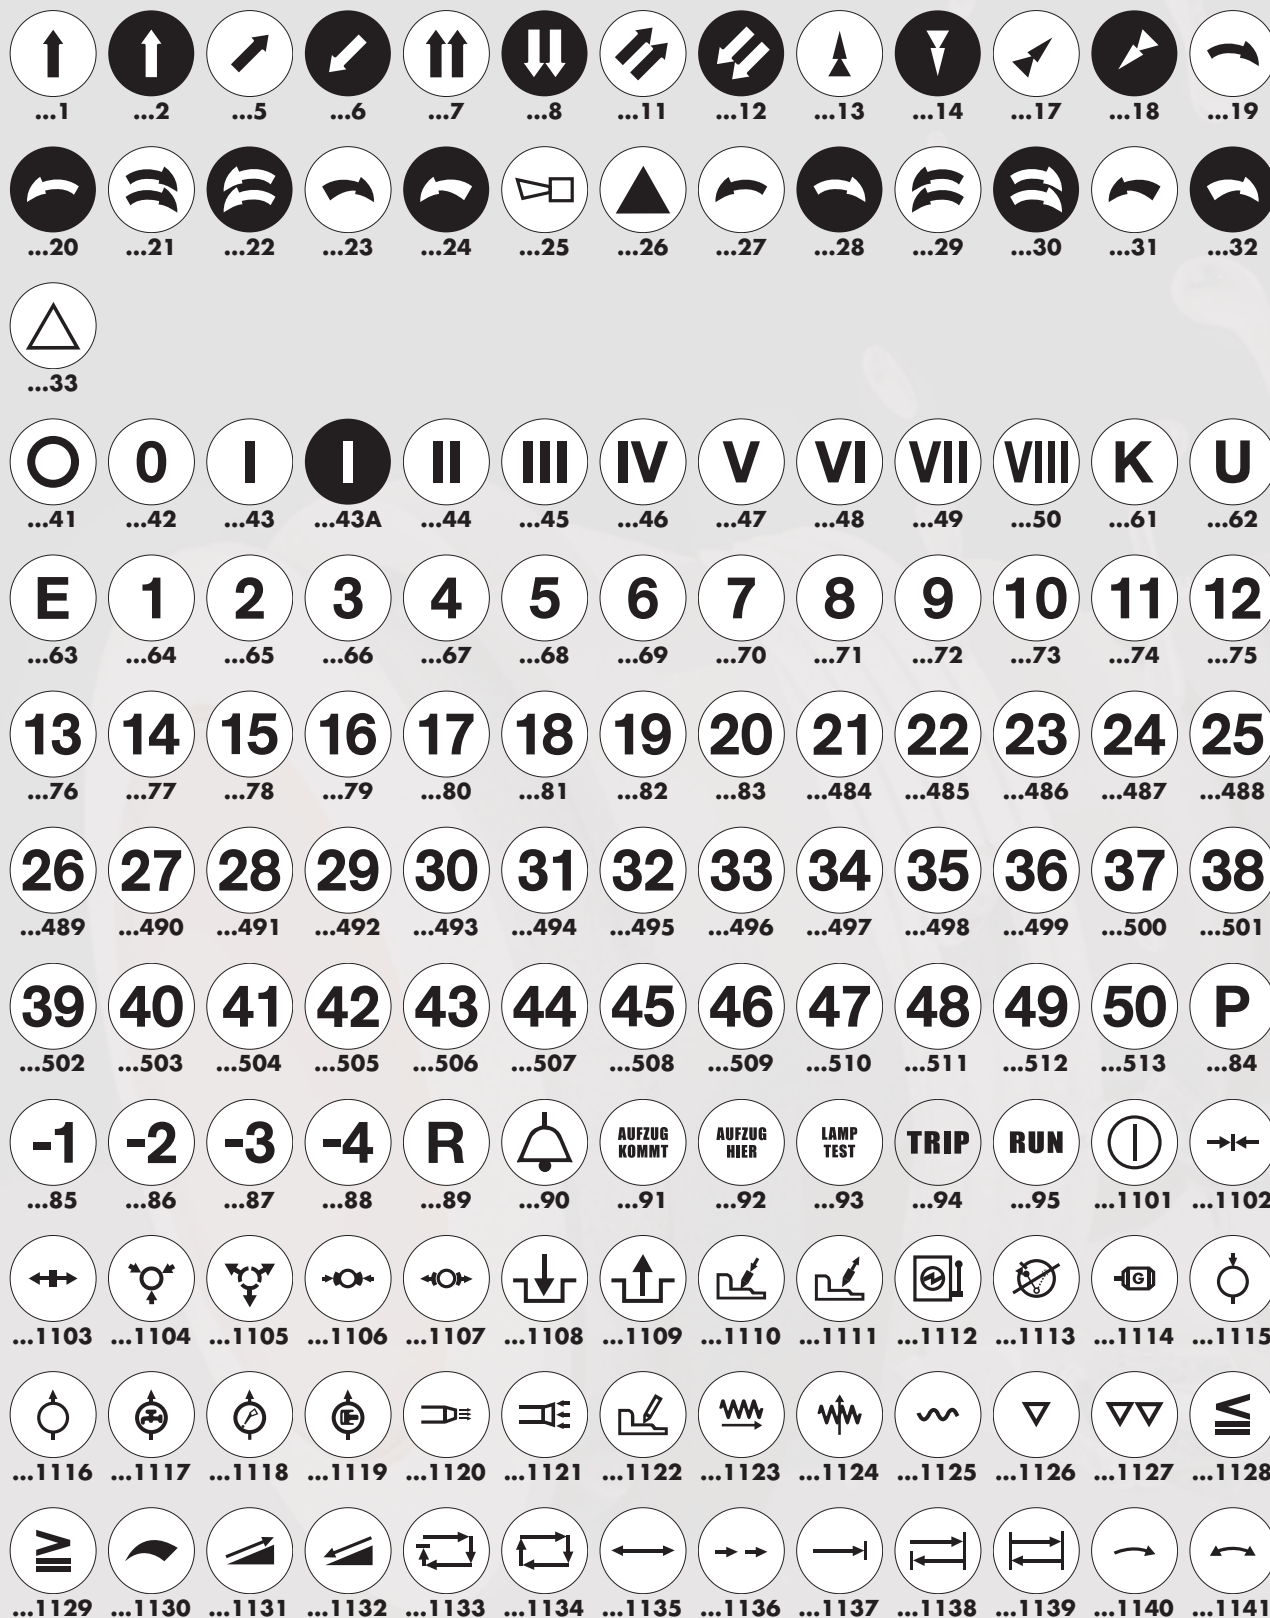 ...1 ...2 ...5 ...6 ...7 ...8 ...11 ...12 ...13 ...14 ...17 ...18 ...19
...20 ...21 ...22 ...23 ...24 ...25 ...26 ...27 ...28 ...29 ...30 ...31 ...32
...33
O 0 I I II III IV V VI VII VIII K U
...41 ...42 ...43 ...43A ...44 ...45 ...46 ...47 ...48 ...49 ...50 ...61 ...62
E 1 2 3 4 5 6 7 8 9 10 11 12
...63 ...64 ...65 ...66 ...67 ...68 ...69 ...70 ...71 ...72 ...73 ...74 ...75
13 14 15 16 17 18 19 20 21 22 23 24 25
...76 ...77 ...78 ...79 ...80 ...81 ...82 ...83 ...484 ...485 ...486 ...487 ...488
26 27 28 29 30 31 32 33 34 35 36 37 38
...489 ...490 ...491 ...492 ...493 ...494 ...495 ...496 ...497 ...498 ...499 ...500 ...501
39 40 41 42 43 44 45 46 47 48 49 50 P
...502 ...503 ...504 ...505 ...506 ...507 ...508 ...509 ...510 ...511 ...512 ...513 ...84
-1 -2 -3 -4 R AUFZUG KOMMT AUFZUG HIER LAMP TEST TRIP RUN
...85 ...86 ...87 ...88 ...89 ...90 ...91 ...92 ...93 ...94 ...95 ...1101 ...1102
G
...1103 ...1104 ...1105 ...1106 ...1107 ...1108 ...1109 ...1110 ...1111 ...1112 ...1113 ...1114 ...1115
...1116 ...1117 ...1118 ...1119 ...1120 ...1121 ...1122 ...1123 ...1124 ...1125 ...1126 ...1127 ...1128
...1129 ...1130 ...1131 ...1132 ...1133 ...1134 ...1135 ...1136 ...1137 ...1138 ...1139 ...1140 ...1141